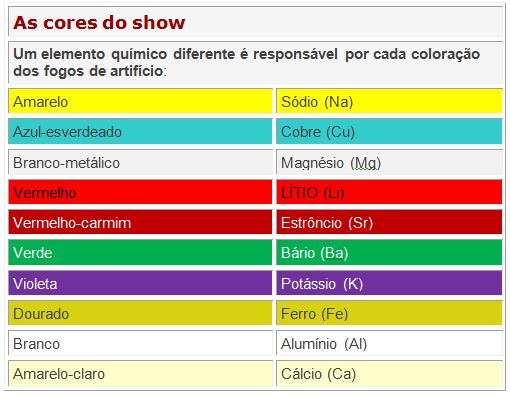 As cores do show
Um elemento químico diferente é responsável por cada coloração
dos fogos de artifício:
Amarelo Sódio (Na)
Azul-esverdeado Cobre (Cu)
Branco-metálico Magnésio (Mg)
Vermelho LÍTIO (Li)
Vermelho-carmim Estrôncio (Sr)
Verde Bário (Ba)
Violeta Potássio (K)
Dourado Ferro (Fe)
Branco Alumínio (Al)
Amarelo-claro Cálcio (Ca)